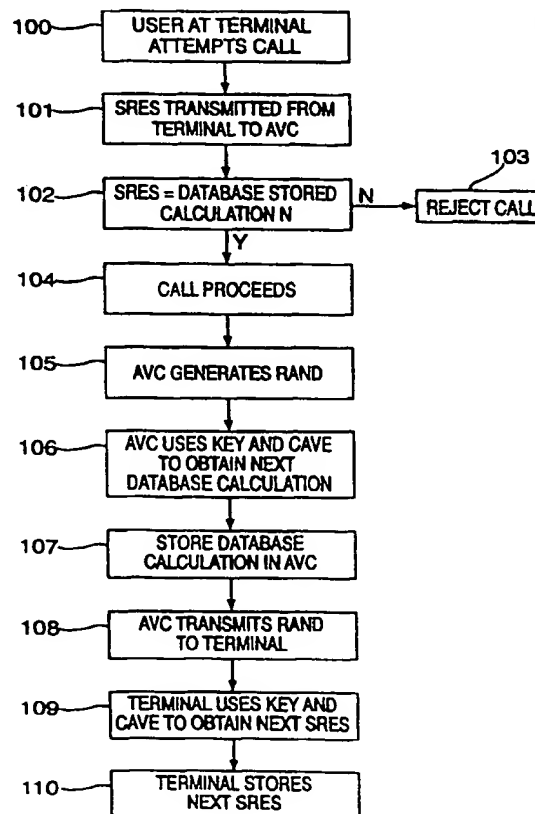 100
USER AT TERMINAL
ATTEMPTS CALL
101
SRES TRANSMITTED FROM
TERMINAL TO AVC
102
SRES = DATABASE STORED
CALCULATION N
N
103
REJECT CALL
Y
104
CALL PROCEEDS
105
AVC GENERATES RAND
106
AVC USES KEY AND CAVE
TO OBTAIN NEXT
DATABASE CALCULATION
107
STORE DATABASE
CALCULATION IN AVC
108
AVC TRANSMITS RAND
TO TERMINAL
109
TERMINAL USES KEY AND
CAVE TO OBTAIN NEXT SRES
110
TERMINAL STORES
NEXT SRES